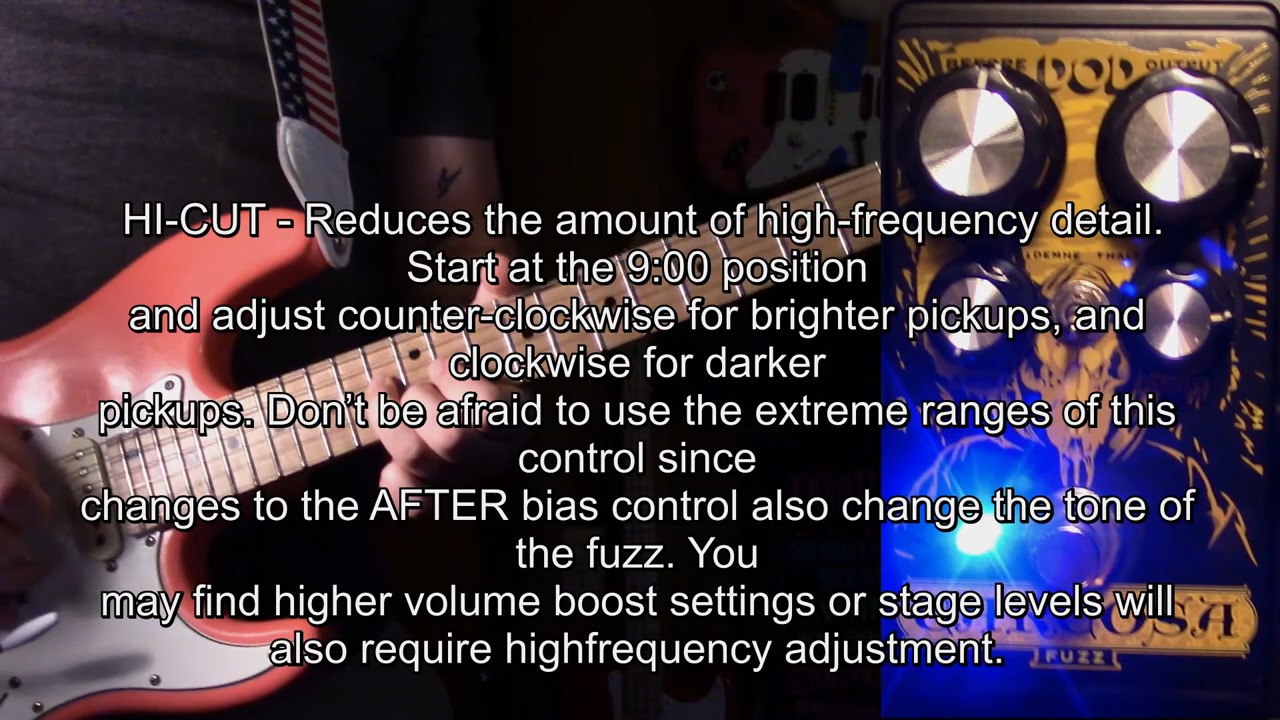 BEFORE DOD OUTPUT
HI-CUT - Reduces the amount of high-frequency detail.
Start at the 9:00 position
and adjust counter-clockwise for brighter pickups, and
clockwise for darker
pickups. Don’t be afraid to use the extreme ranges of this
control since
changes to the AFTER bias control also change the tone of
the fuzz. You
may find higher volume boost settings or stage levels will
also require highfrequency adjustment.
FUZZ